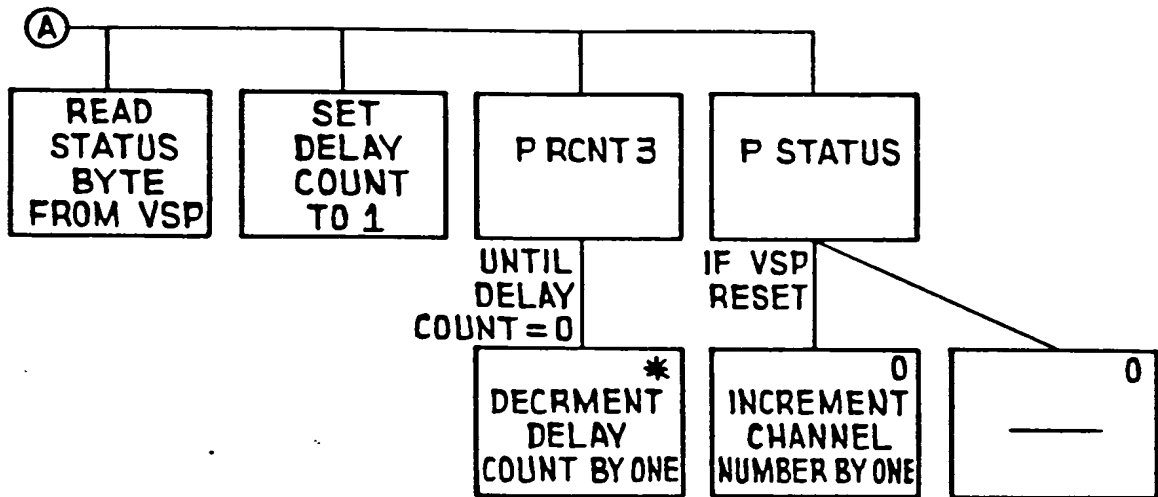 A
READ
STATUS
BYTE
FROM VSP
SET
DELAY
COUNT
TO 1
P RCNT 3
P STATUS
UNTIL
DELAY
COUNT = 0
IF VSP
RESET
*
DECRMENT
DELAY
COUNT BY ONE
0
INCREMENT
CHANNEL
NUMBER BY ONE
0